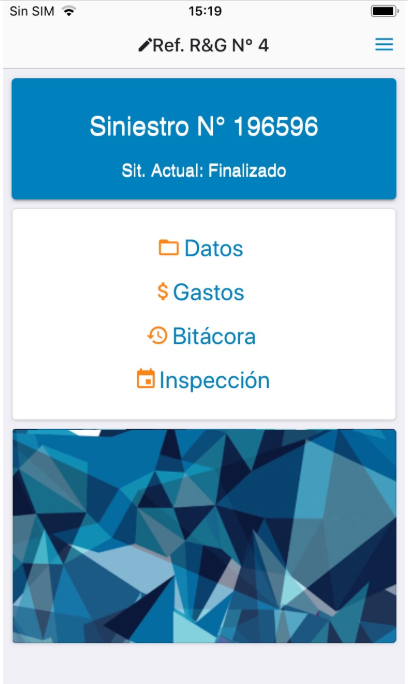 Sin SIM 15:19
Ref. R&G N° 4
Siniestro N° 196596
Sit. Actual: Finalizado
Datos
Gastos
Bitácora
Inspección